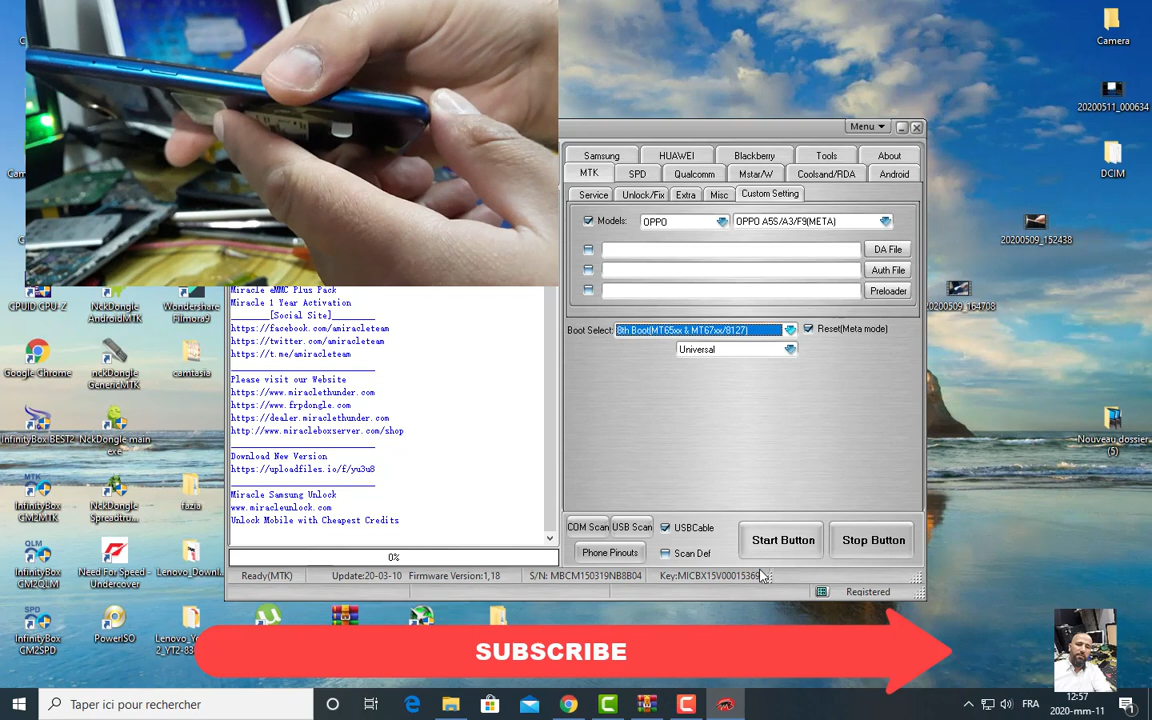 Camera
20200511_000634
DCIM
20200509_152438
20200509_164708
Nouveau dossier
(5)
CPUID CPU-Z
NckDongle
AndroidMTK
Wondershare
Filmora9
Google Chrome
nckDongle
GenericMTK
camtasia
InfinityBox BEST2
NckDongle main
exe
InfinityBox
CM2MTK
NckDongle
Spreadtru...
fazia
InfinityBox
CM2QLM
Need For Speed -
Undercover
Lenovo_Downl...
InfinityBox
CM2SPD
PowerISO
Menu
Samsung
HUAWEI
Blackberry
Tools
About
MTK
SPD
Qualcomm
Mstar/W
Coolsand/RDA
Android
Service
Unlock/Fix
Extra
Misc
Custom Setting
Models:
OPPO
OPPO A5S/A3/F9(META)
DA File
Auth File
Preloader
Boot Select:
8th Boot(MT65xx & MT67xx/8127)
Reset(Meta mode)
Universal
Miracle eMMC Plus Pack
Miracle 1 Year Activation
[Social Site]
https://facebook.com/amiracleteam
https://twitter.com/amiracleteam
https://t.me/amiracleteam
Please visit our Website
https://www.miraclethunder.com
https://www.frpdongle.com
https://dealer.miraclethunder.com
http://www.miracleboxserver.com/shop
Download New Version
https://uploadfiles.io/f/yu3u8
Miracle Samsung Unlock
www.miracleunlock.com
Unlock Mobile with Cheapest Credits
0%
COM Scan
USB Scan
USBCable
Phone Pinouts
Scan Def
Start Button
Stop Button
Ready(MTK)
Update:20-03-10
Firmware Version:1,18
S/N: MBCM150319NB8B04
Registered
SUBSCRIBE
Taper ici pour rechercher
FRA
12:57
2020-mm-11
1